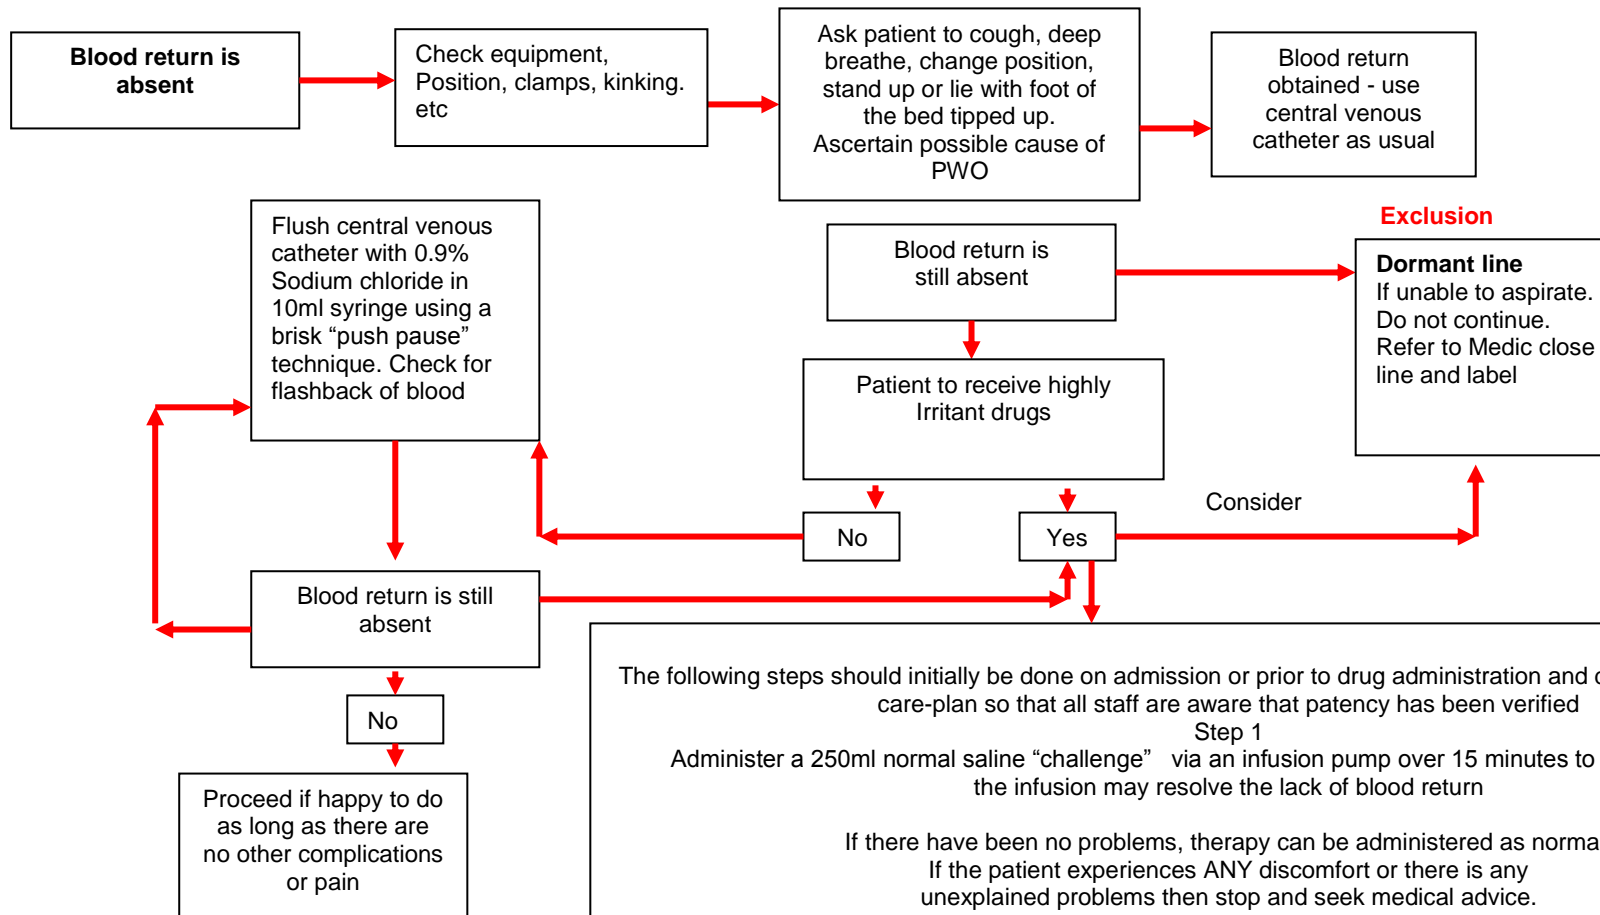 Blood return is
absent
Check equipment,
Position, clamps, kinking.
etc
Ask patient to cough, deep
breathe, change position,
stand up or lie with foot of
the bed tipped up.
Ascertain possible cause of
PWO
Blood return
obtained - use
central venous
catheter as usual
Flush central venous
catheter with 0.9%
Sodium chloride in
10ml syringe using a
brisk “push pause”
technique. Check for
flashback of blood
Blood return is
still absent
Exclusion
Dormant line
If unable to aspirate.
Do not continue.
Refer to Medic close
line and label
Patient to receive highly
Irritant drugs
Consider
No
Yes
Blood return is still
absent
No
Proceed if happy to do
as long as there are
no other complications
or pain
The following steps should initially be done on admission or prior to drug administration and
care-plan so that all staff are aware that patency has been verified
Step 1
Administer a 250ml normal saline “challenge” via an infusion pump over 15 minutes to
the infusion may resolve the lack of blood return
If there have been no problems, therapy can be administered as norma
If the patient experiences ANY discomfort or there is any
unexplained problems then stop and seek medical advice.